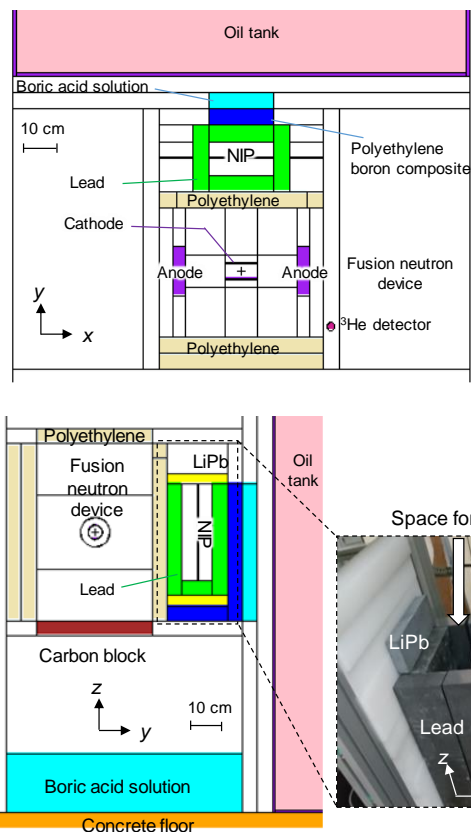 Oil tank
Boric acid solution
10 cm
NIP
Polyethylene
boron composite
Lead
Polyethylene
Cathode
Anode
+
Anode
Fusion neutron
device
y
x
³He detector
Polyethylene
Polyethylene
Fusion
neutron
device
LiPb
Oil
tank
NIP
+
Lead
Space for
LiPb
Carbon block
z
y
10 cm
Lead
z
Boric acid solution
Concrete floor